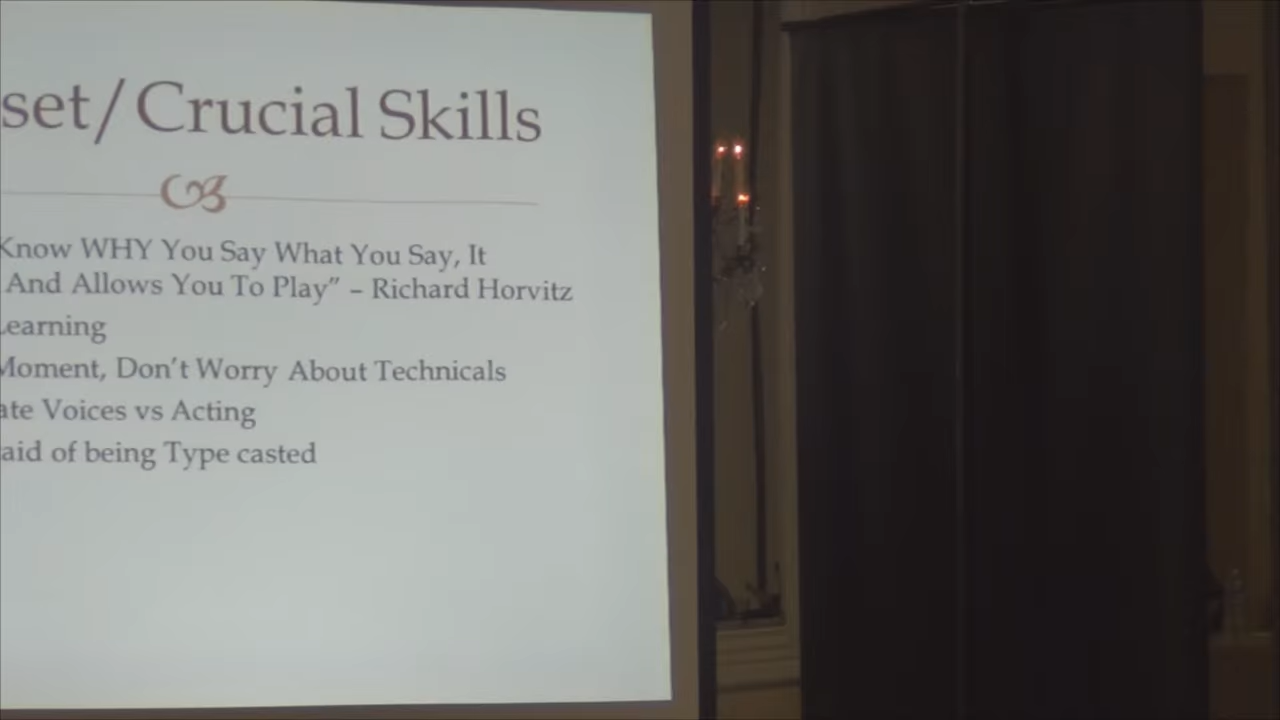 set/Crucial Skills
Know WHY You Say What You Say, It
And Allows You To Play” – Richard Horvitz
Learning
Moment, Don’t Worry About Technicals
ate Voices vs Acting
aid of being Type casted